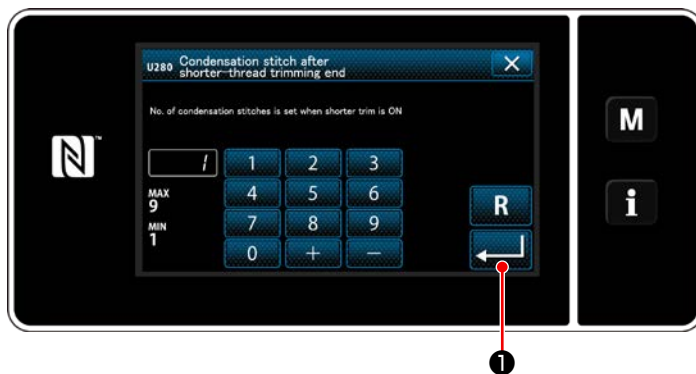 U280 Condensation stitch after
shorter-thread trimming end
No. of condensation stitches is set when shorter trim is ON
1
MAX
9
MIN
1
1 2 3
4 5 6
7 8 9
0 + −
R
M
i
N
❶